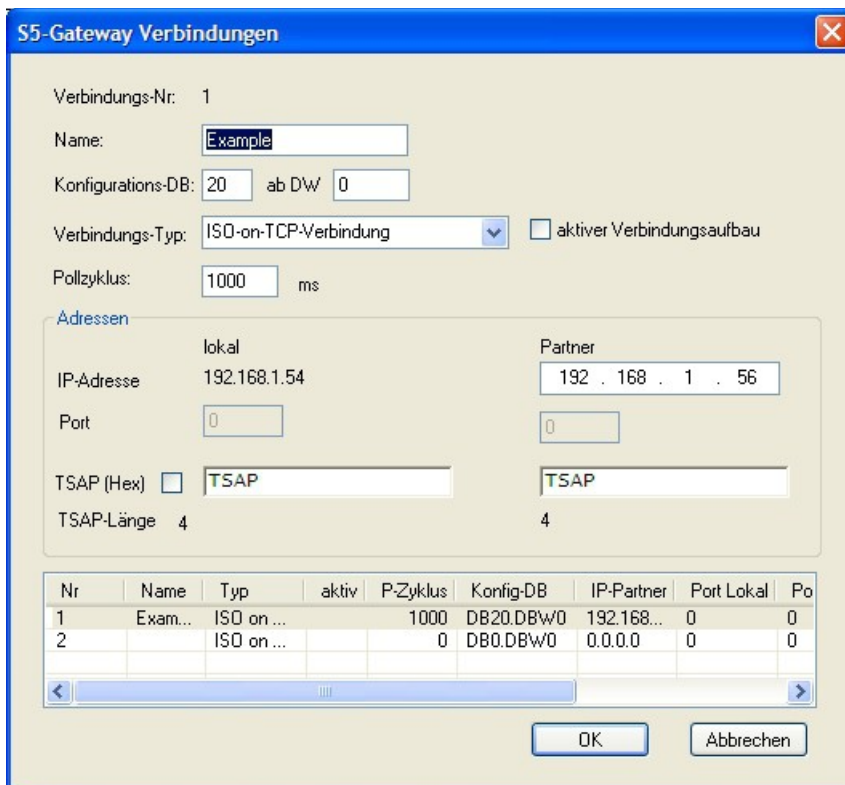 S5-Gateway Verbindungen
Verbindungs-Nr: 1
Name: Example
Konfigurations-DB: 20 ab DW 0
Verbindungs-Typ: ISO-on-TCP-Verbindung aktiver Verbindungsaufbau
Pollzyklus: 1000 ms
Adressen
lokal Partner
IP-Adresse 192.168.1.54 192 . 168 . 1 . 56
Port 0 0
TSAP (Hex) TSAP TSAP
TSAP-Länge 4 4
Nr Name Typ aktiv P-Zyklus Konfig-DB IP-Partner Port Lokal Po
1 Exam... ISO on ... 1000 DB20.DBW0 192.168... 0 0
2 ISO on ... 0 DB0.DBW0 0.0.0.0 0 0
OK Abbrechen